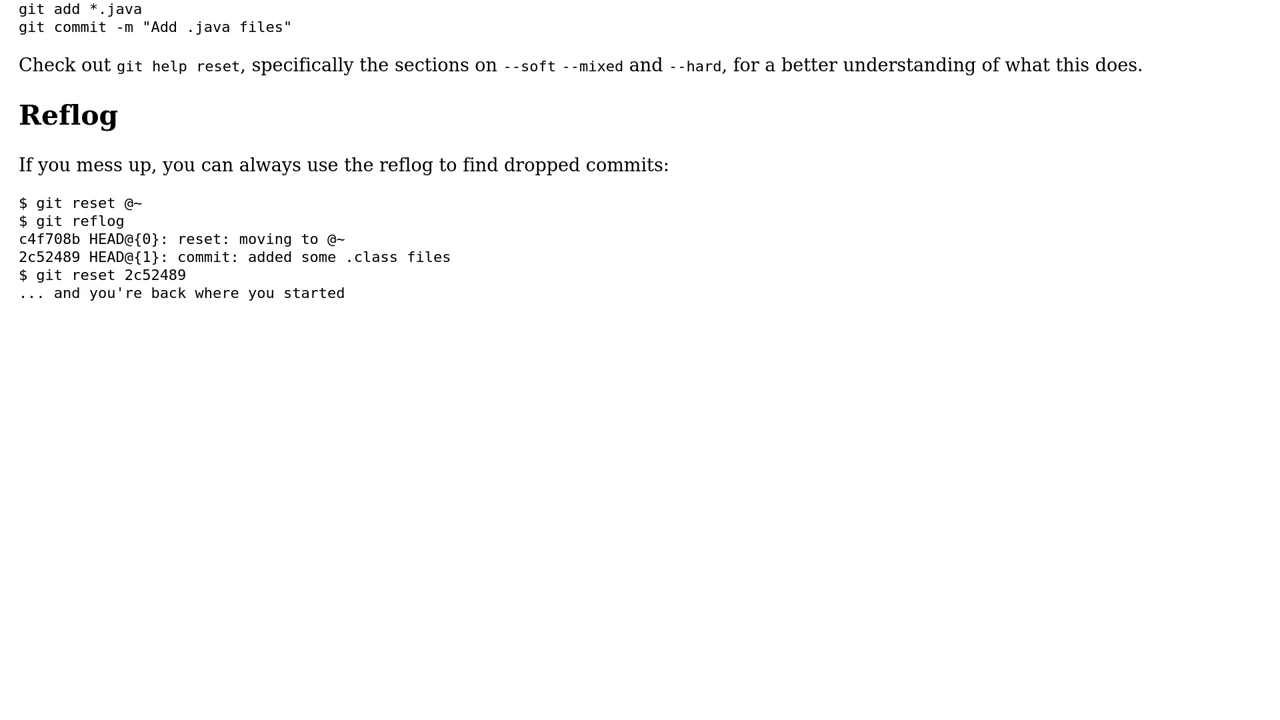 git add *.java
git commit -m "Add .java files"
Check out git help reset, specifically the sections on --soft --mixed and --hard, for a better understanding of what this does.
Reflog
If you mess up, you can always use the reflog to find dropped commits:
$ git reset @~
$ git reflog
c4f708b HEAD@{0}: reset: moving to @~
2c52489 HEAD@{1}: commit: added some .class files
$ git reset 2c52489
... and you're back where you started